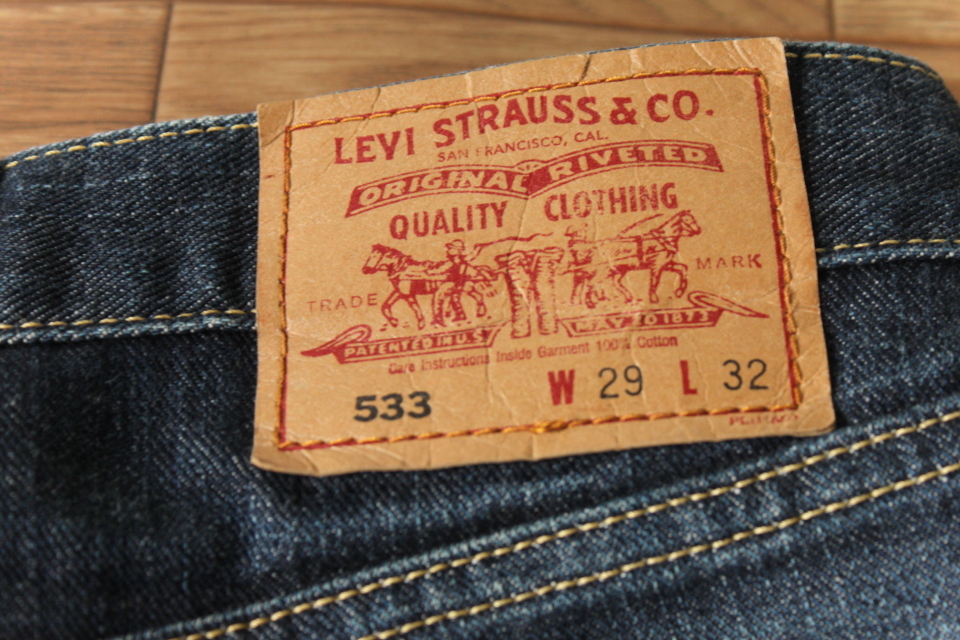 LEVI STRAUSS & CO.
SAN FRANCISCO, CAL.
ORIGINAL RIVETED
QUALITY CLOTHING
TRADE MARK
PATENTED IN U.S. MAY 20 1873
Care Instructions Inside Garment 100% Cotton
533 W 29 L 32